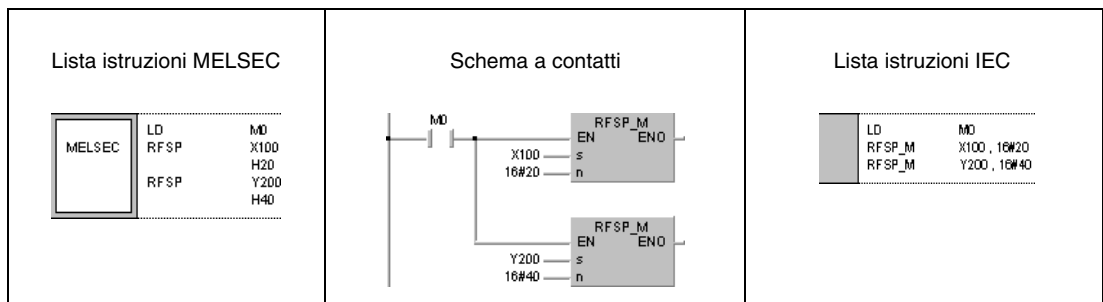 Lista istruzioni MELSEC
MELSEC
LD M0
RFSP X100
H20
RFSP Y200
H40
Schema a contatti
M0
RFSP_M
EN ENO
X100 s
16#20 n
RFSP_M
EN ENO
Y200 s
16#40 n
Lista istruzioni IEC
LD M0
RFSP_M X100 , 16#20
RFSP_M Y200 , 16#40